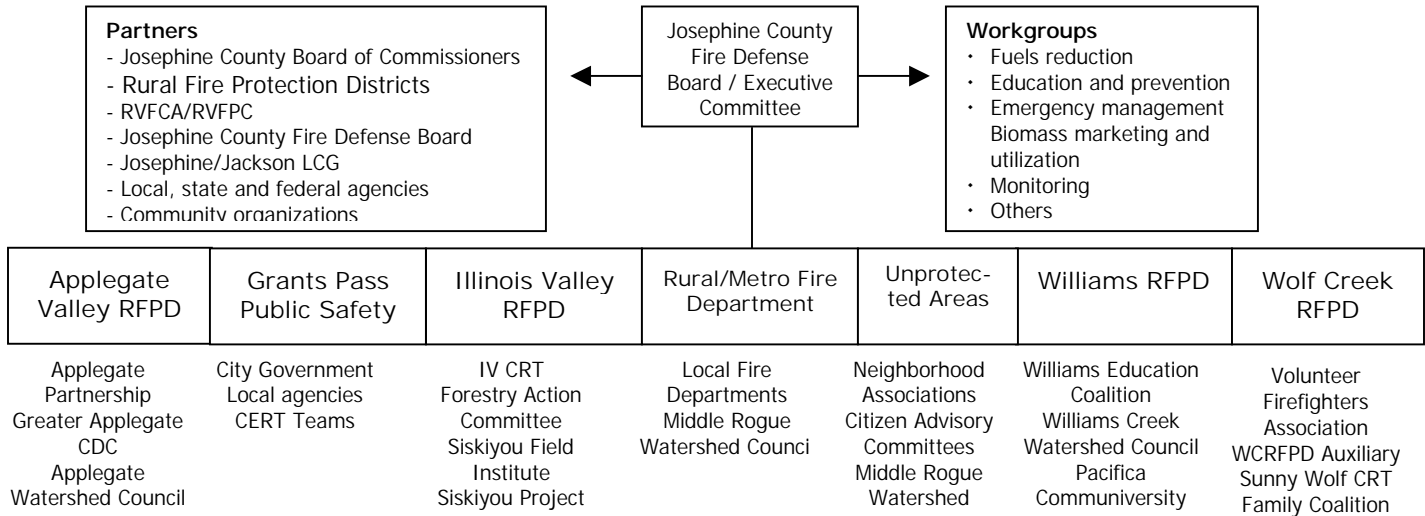 Partners
- Josephine County Board of Commissioners
- Rural Fire Protection Districts
- RVFCA/RVFPC
- Josephine County Fire Defense Board
- Josephine/Jackson LCG
- Local, state and federal agencies
- Community organizations
Josephine County
Fire Defense
Board / Executive
Committee
Workgroups
· Fuels reduction
· Education and prevention
· Emergency management
Biomass marketing and
utilization
· Monitoring
· Others
Applegate
Valley RFPD
Grants Pass
Public Safety
Illinois Valley
RFPD
Rural/Metro Fire
Department
Unprotec-
ted Areas
Williams RFPD
Wolf Creek
RFPD
Applegate
Partnership
Greater Applegate
CDC
Applegate
Watershed Council
City Government
Local agencies
CERT Teams
IV CRT
Forestry Action
Committee
Siskiyou Field
Institute
Siskiyou Project
Local Fire
Departments
Middle Rogue
Watershed Counci
Neighborhood
Associations
Citizen Advisory
Committees
Middle Rogue
Watershed
Williams Education
Coalition
Williams Creek
Watershed Council
Pacifica
Communiversity
Volunteer
Firefighters
Association
WCRFPD Auxiliary
Sunny Wolf CRT
Family Coalition